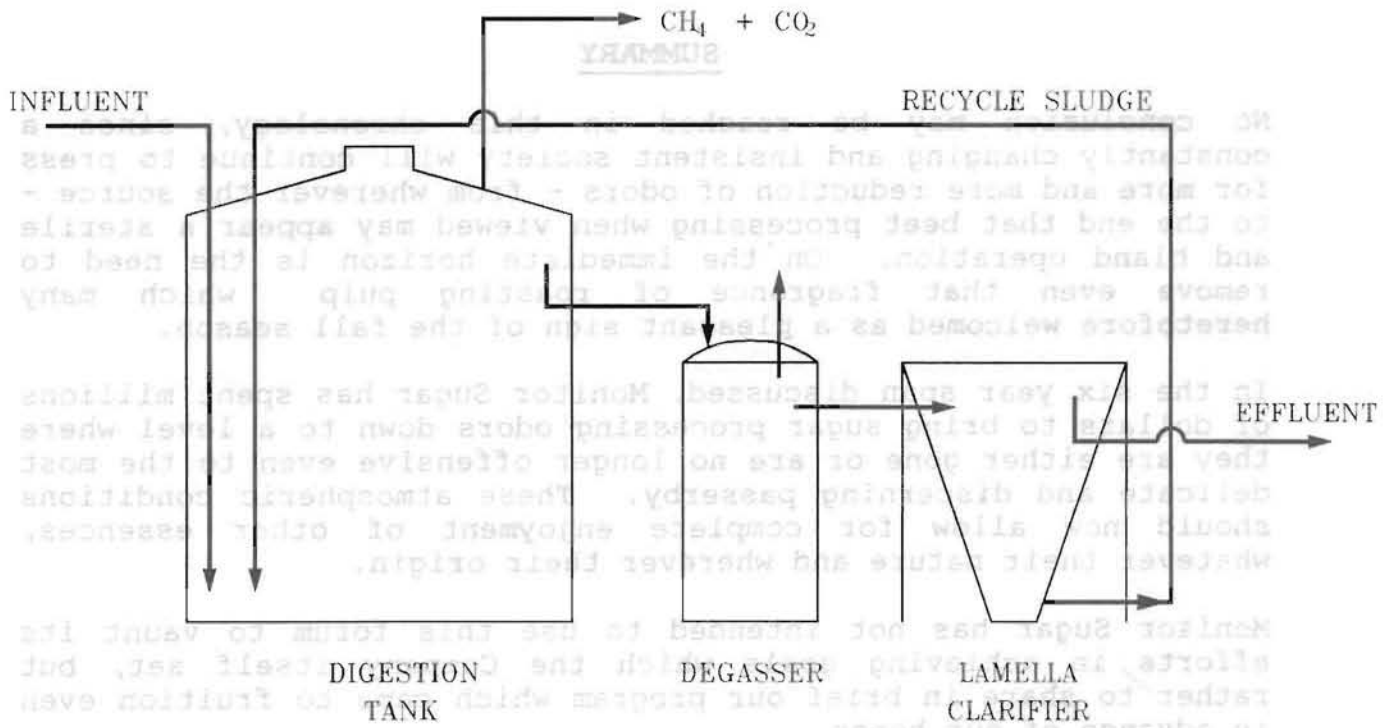 CH₄ + CO₂
INFLUENT
RECYCLE SLUDGE
EFFLUENT
DIGESTION
TANK
DEGASSER
LAMELLA
CLARIFIER
SUMMARY
No conclusion may be reached in this chronology, since a
constantly changing and insistent society will continue to press
for more and more reduction of odors - from wherever the source -
to the end that beet processing when viewed may appear a sterile
and bland operation. On the immediate horizon is the need to
remove even that fragrance of roasting pulp which many
heretofore welcomed as a pleasant sign of the fall season.
In the six year span discussed, Monitor Sugar has spent millions
of dollars to bring sugar processing odors down to a level where
they are either gone or are no longer offensive even to the most
delicate and discerning passerby. These atmospheric conditions
should now allow for complete enjoyment of other essences,
whatever their nature and wherever their origin.
Monitor Sugar has not intended to use this forum to vaunt its
efforts in achieving goals which the Company itself set, but
rather to share in brief our program which came to fruition even
in advance of our